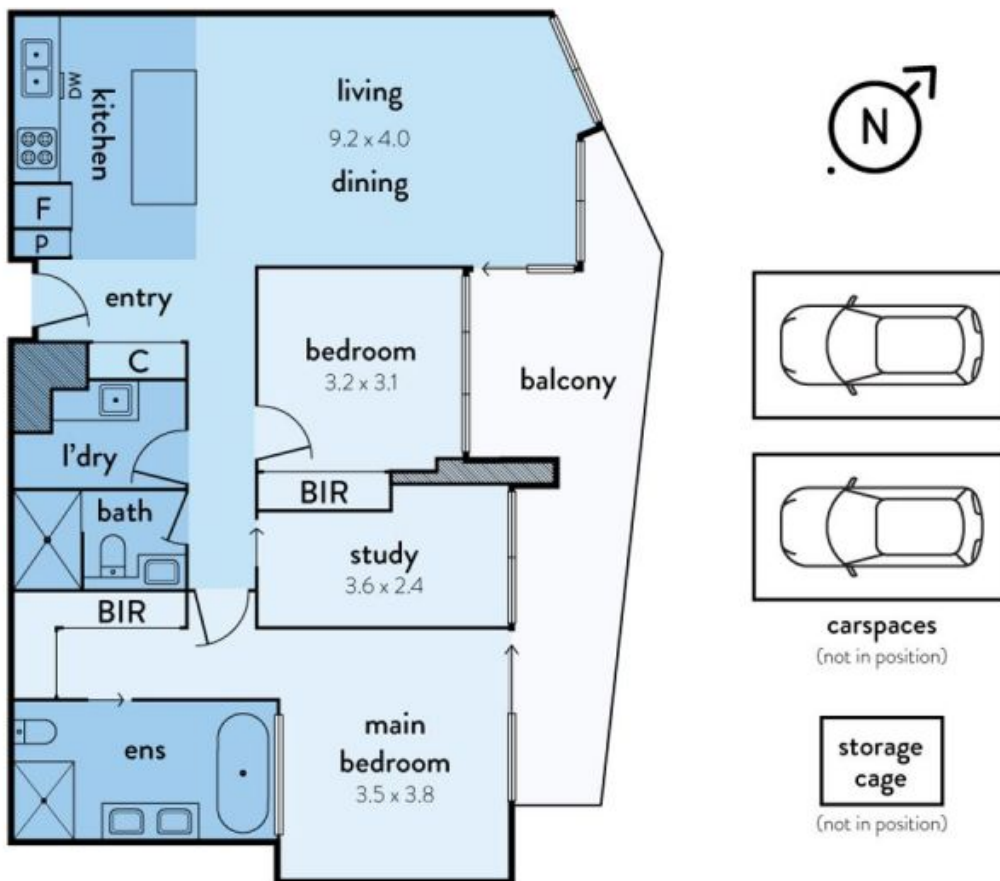 living
9.2 x 4.0
dining
kitchen
DW
F
P
N
entry
C
bedroom
3.2 x 3.1
balcony
l'dry
BIR
bath
study
3.6 x 2.4
BIR
carspaces
(not in position)
main
bedroom
3.5 x 3.8
ens
storage
cage
(not in position)